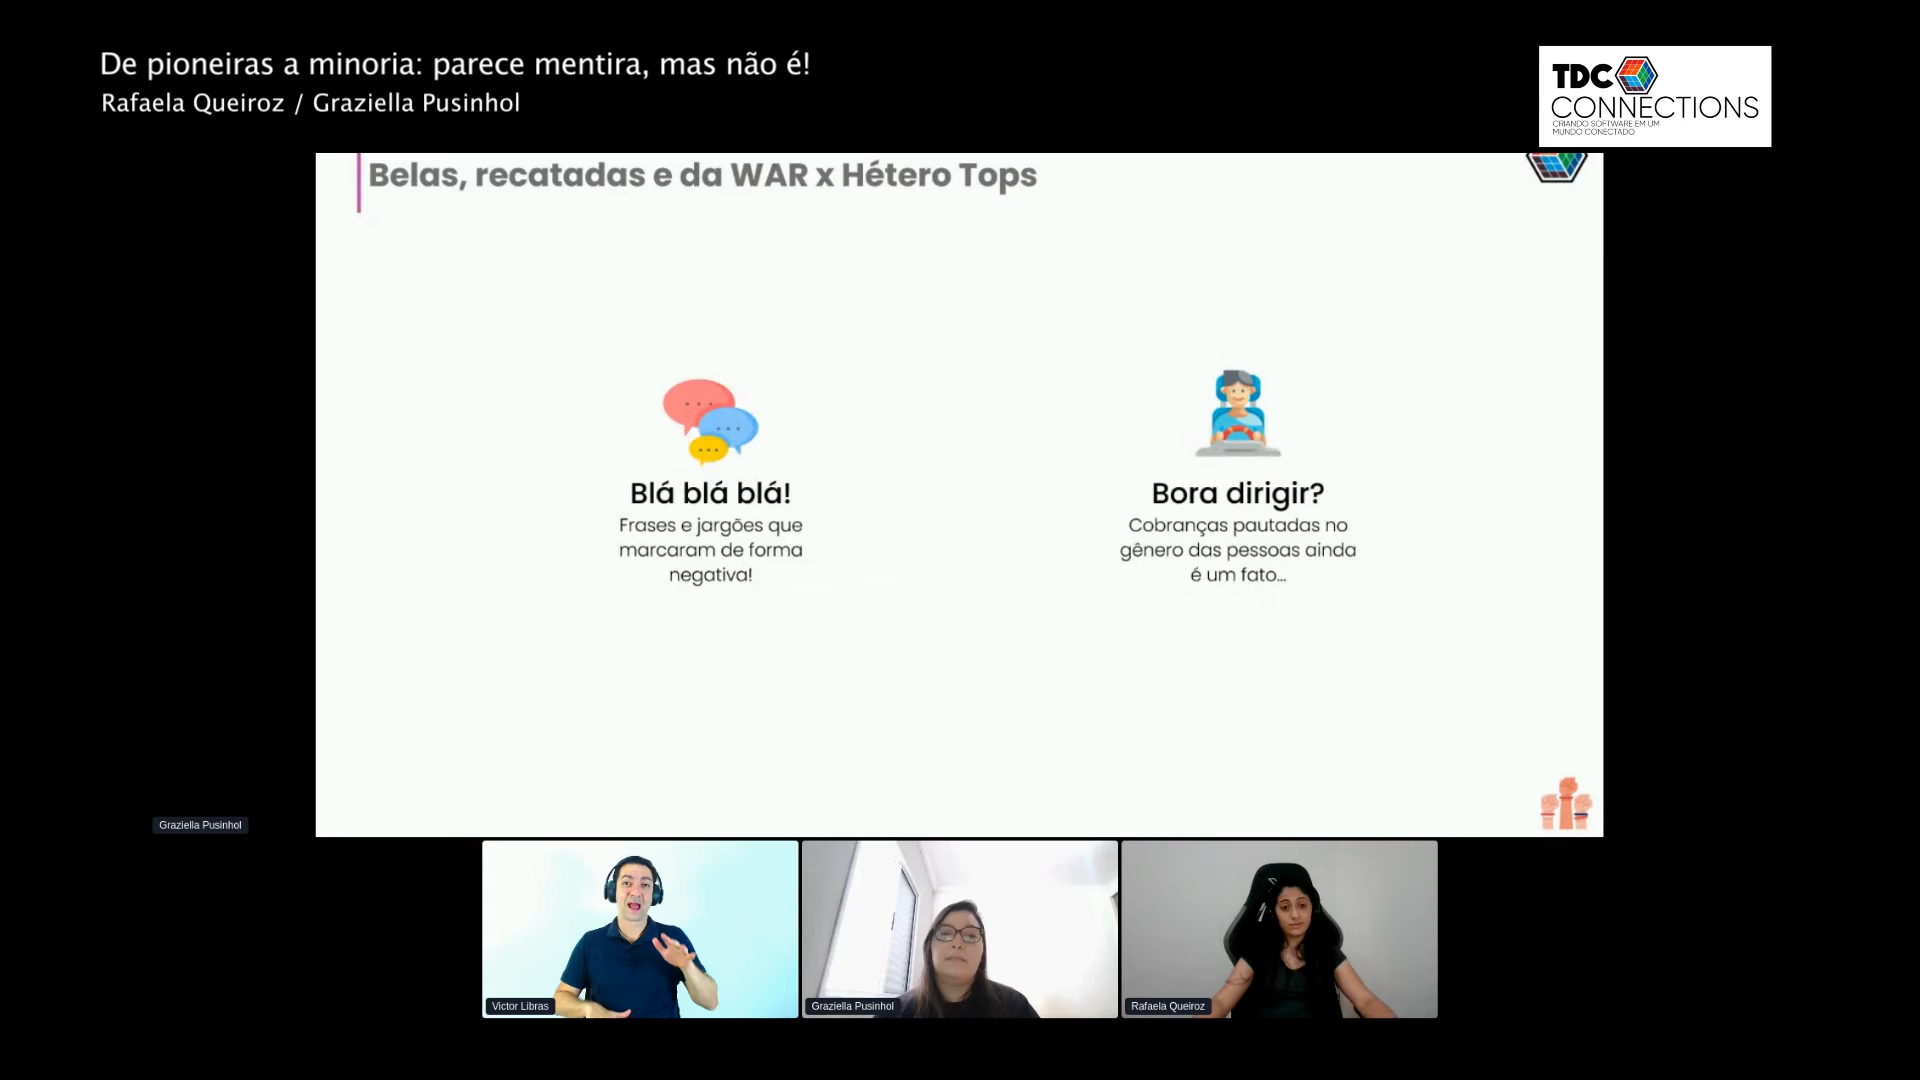 De pioneiras a minoria: parece mentira, mas não é!
Rafaela Queiroz / Graziella Pusinhol
TDC
CONNECTIONS
CRIANDO SOFTWARE EM UM
MUNDO CONECTADO
Belas, recatadas e da WAR x Hétero Tops
Blá blá blá!
Frases e jargões que
marcaram de forma
negativa!
Bora dirigir?
Cobranças pautadas no
gênero das pessoas ainda
é um fato...
Graziella Pusinhol
Victor Libras
Graziella Pusinhol
Rafaela Queiroz